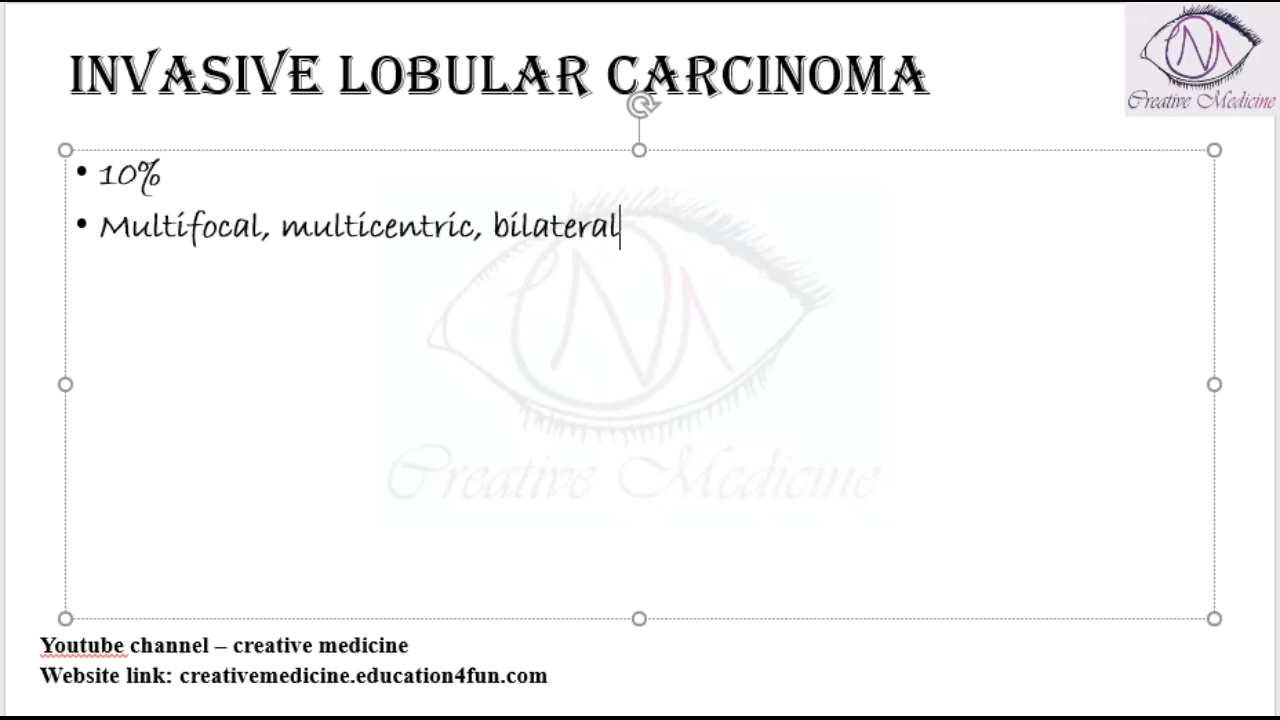 INVASIVE LOBULAR CARCINOMA
Creative Medicine
• 10%
• Multifocal, multicentric, bilateral
Creative Medicine
Youtube channel – creative medicine
Website link: creativemedicine.education4fun.com